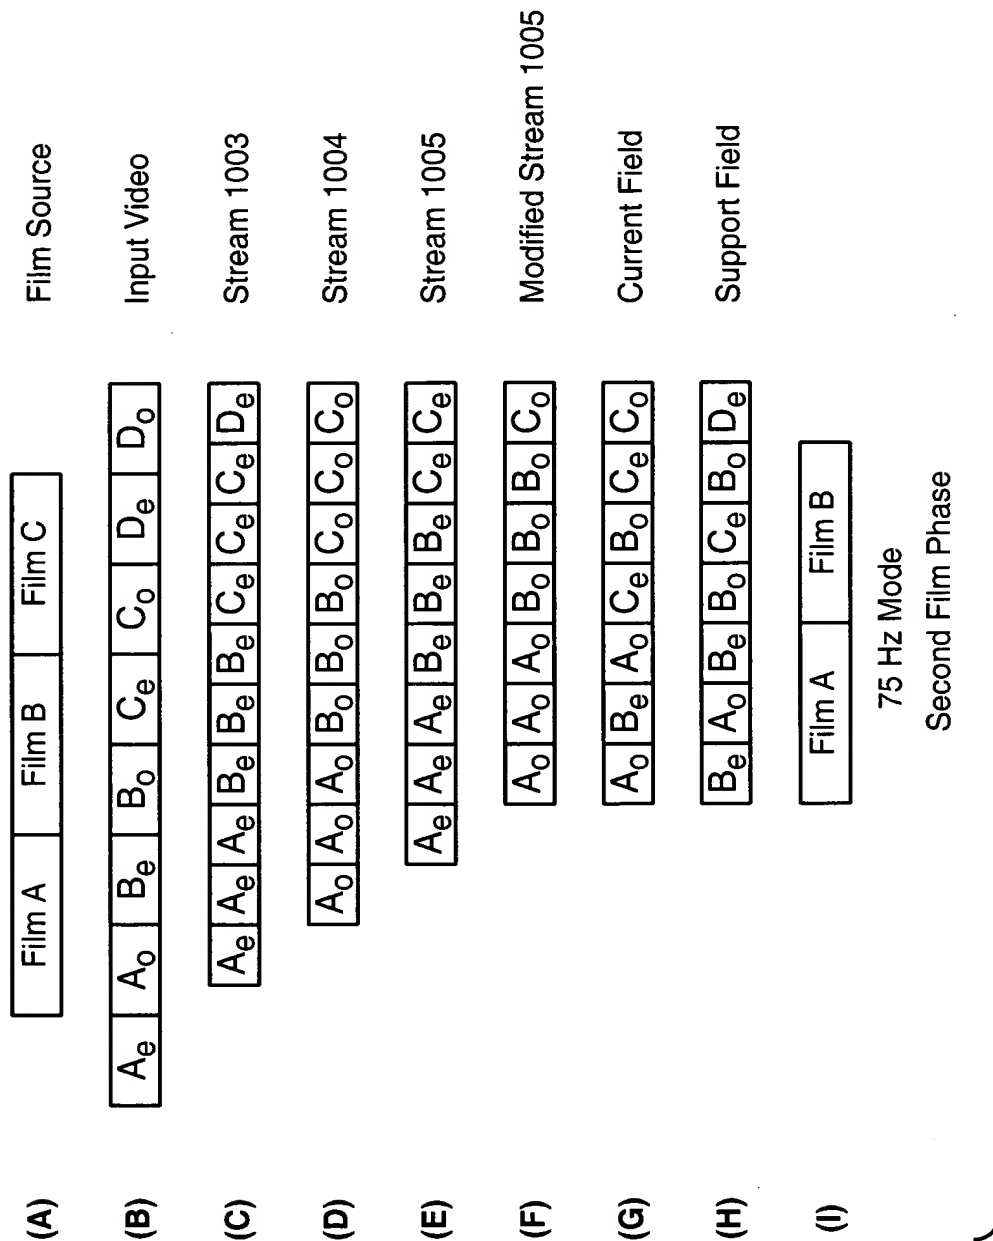 (A) Film A Film B Film C Film Source
(B) Ae Ao Be Bo Ce Co De Do Input Video
(C) Ae Ae Ae Be Be Be Ce Ce Ce De Stream 1003
(D) Ao Ao Ao Bo Bo Bo Co Co Co Stream 1004
(E) Ae Ae Ae Be Be Be Ce Ce Stream 1005
(F) Ao Ao Ao Bo Bo Bo Co Modified Stream 1005
(G) Ao Be Ao Ce Bo Ce Co Current Field
(H) Be Ao Be Bo Ce Bo De Support Field
(I) Film A Film B
75 Hz Mode
Second Film Phase